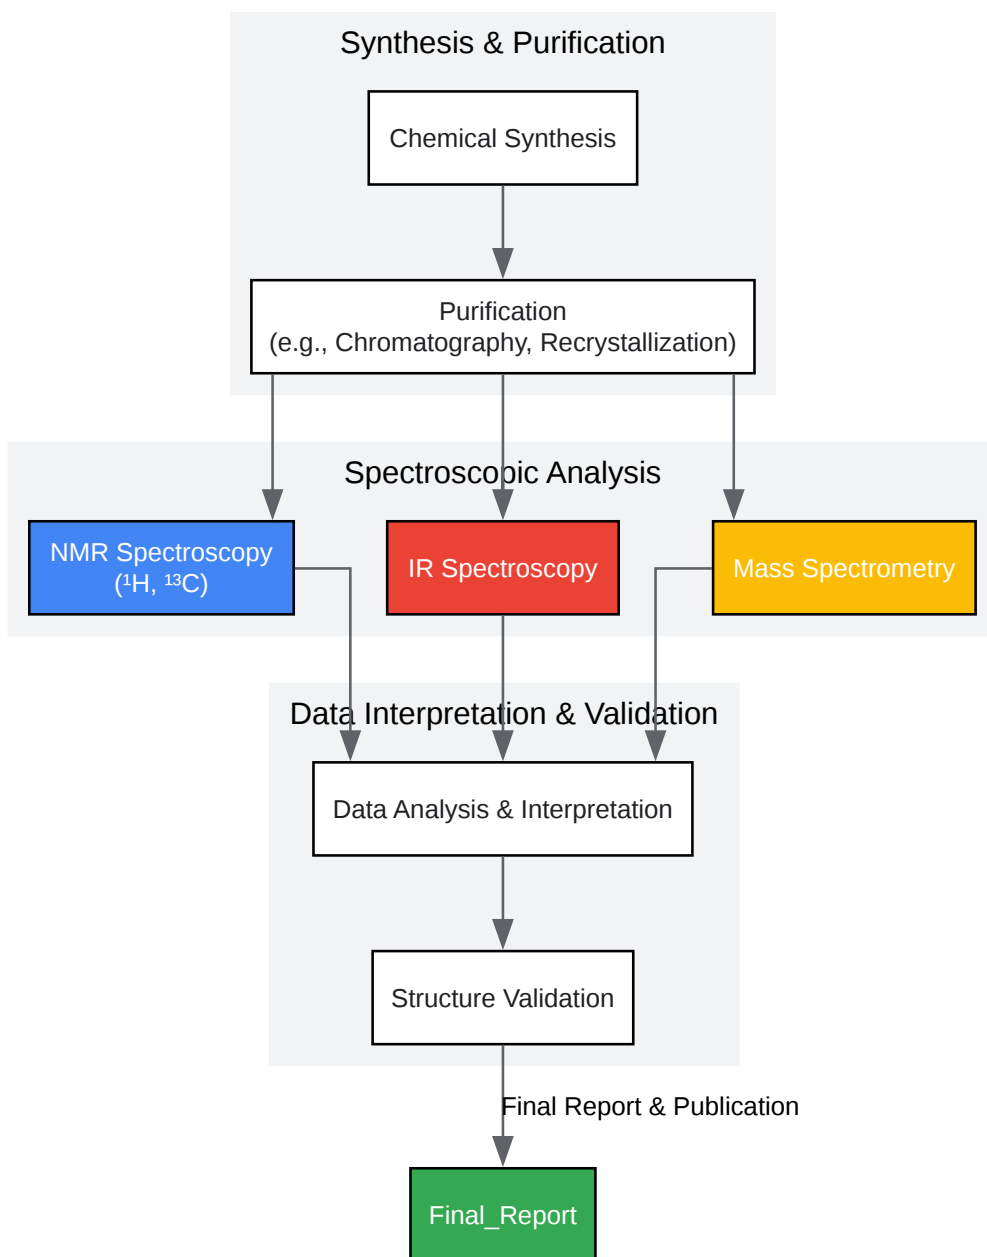 Synthesis & Purification
Chemical Synthesis
Purification
(e.g., Chromatography, Recrystallization)
Spectroscopic Analysis
NMR Spectroscopy
(¹H, ¹³C)
IR Spectroscopy
Mass Spectrometry
Data Interpretation & Validation
Data Analysis & Interpretation
Structure Validation
Final Report & Publication
Final_Report